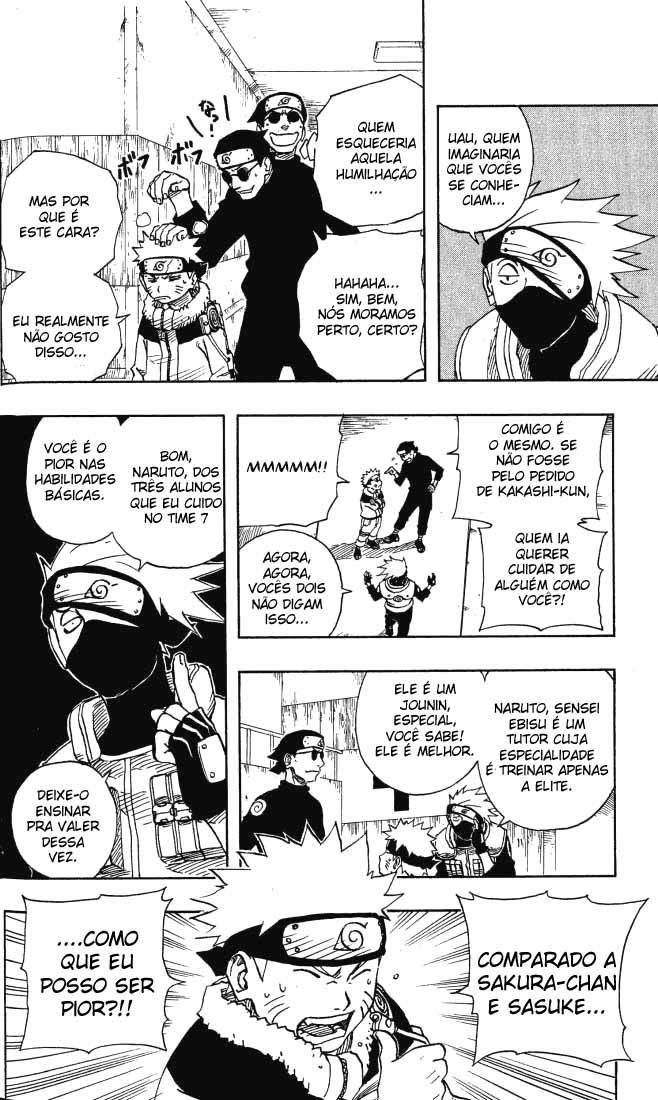 UAU, QUEM
IMAGINARIA
QUE VOCÊS
SE CONHE-
CIAM...
QUEM
ESQUECERIA
AQUELA
HUMILHAÇÃO
...
HAHAHA...
SIM, BEM,
NÓS MORAMOS
PERTO, CERTO?
なっ!
ボフ
ボフ
MAS POR
QUE É
ESTE CARA?
EU REALMENTE
NÃO GOSTO
DISSO...
COMIGO É
O MESMO. SE
NÃO FOSSE
PELO PEDIDO
DE KAKASHI-KUN,
QUEM IA
QUERER
CUIDAR DE
ALGUÉM COMO
VOCÊ?!
MMMMM!!
AGORA,
AGORA,
VOCÊS DOIS
NÃO DIGAM
ISSO...
NARUTO, SENSEI
EBISU É UM
TUTOR CUJA
ESPECIALIDADE
É TREINAR APENAS
A ELITE.
ELE É UM
JOUNIN,
ESPECIAL,
VOCÊ SABE!
ELE É MELHOR.
BOM,
NARUTO, DOS
TRÊS ALUNOS
QUE EU CUIDO
NO TIME 7
VOCÊ É O
PIOR NAS
HABILIDADES
BÁSICAS.
DEIXE-O
ENSINAR
PRA VALER
DESSA
VEZ.
COMPARADO A
SAKURA-CHAN
E SASUKE...
....COMO
QUE EU
POSSO SER
PIOR?!!